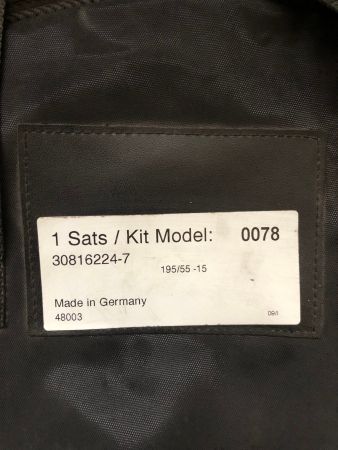 1 Sats / Kit Model: 0078
30816224-7
195/55 -15
Made in Germany
48003